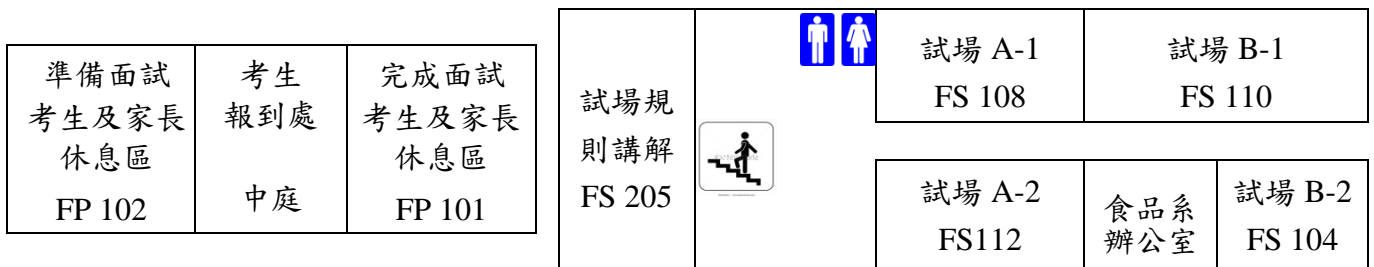 準備面試
考生及家長
休息區
FP 102
考生
報到處
中庭
完成面試
考生及家長
休息區
FP 101
試場規
則講解
FS 205
試場 A-1
FS 108
試場 B-1
FS 110
試場 A-2
FS112
食品系
辦公室
試場 B-2
FS 104